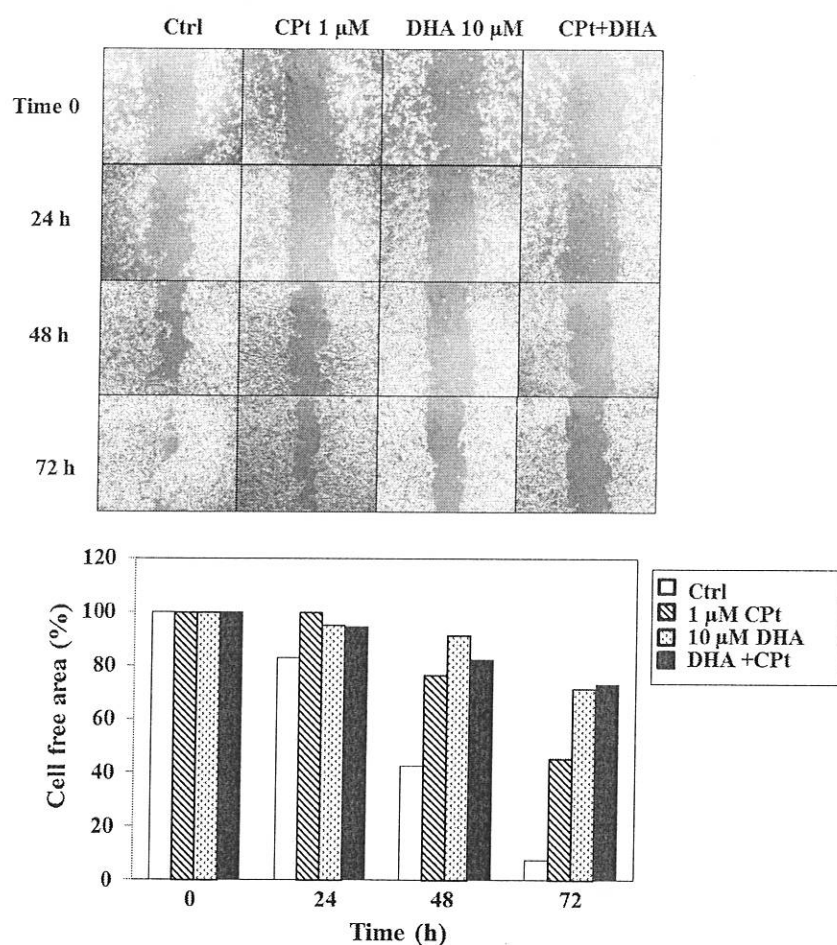 Ctrl CPt 1 µM DHA 10 µM CPt+DHA
Time 0
24 h
48 h
72 h
120
100
80
60
40
20
0
Cell free area (%)
0 24 48 72
Time (h)
Ctrl
1 µM CPt
10 µM DHA
DHA +CPt